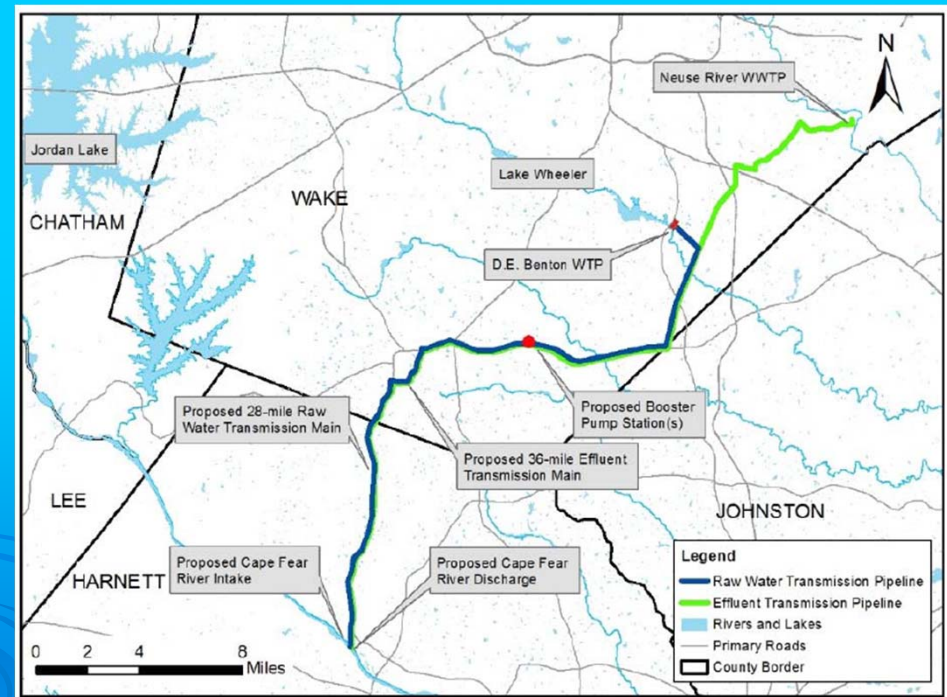 N
Neuse River WWTP
Jordan Lake
Lake Wheeler
WAKE
CHATHAM
D.E. Benton WTP
Proposed 28-mile Raw
Water Transmission Main
Proposed Booster
Pump Station(s)
Proposed 36-mile Effluent
Transmission Main
LEE
JOHNSTON
HARNETT
Proposed Cape Fear
River Intake
Proposed Cape Fear
River Discharge
Legend
Raw Water Transmission Pipeline
Effluent Transmission Pipeline
Rivers and Lakes
Primary Roads
County Border
0 2 4 8
Miles